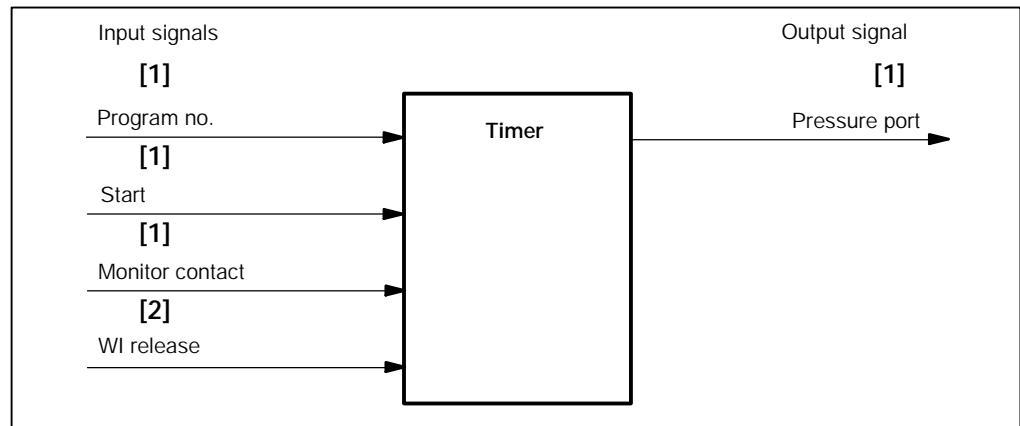 Input signals
Output signal
[1]
[1]
Program no.
Timer
Pressure port
[1]
Start
[1]
Monitor contact
[2]
WI release